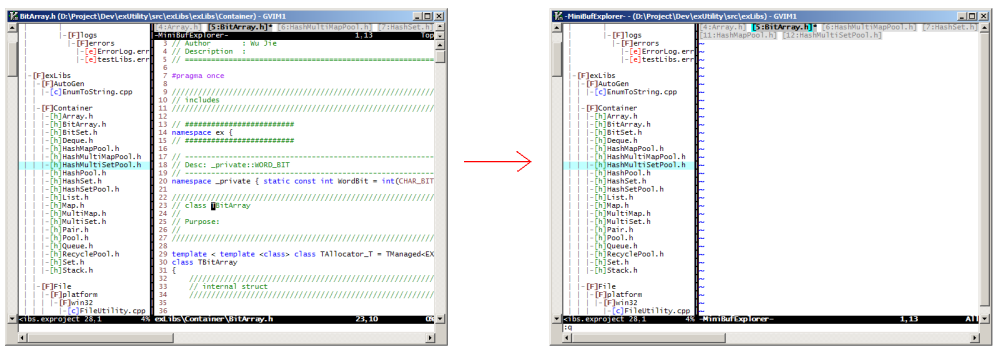 BitArray.h (D:\Project\Dev\exUtility\src\exLibs\exLibs\Container) - GVIM1
[4:Array.h] [5:BitArray.h]* [6:HashMultiMapPool.h] [7:HashSet.h]
-MiniBufExplorer- 1,13 Top
|-[F]logs
|-[F]errors
|-[e]ErrorLog.err
|-[e]testLibs.err
|-[F]exLibs
|-[F]AutoGen
|-[c]EnumToString.cpp
|-[F]Container
|-[h]Array.h
|-[h]BitArray.h
|-[h]BitSet.h
|-[h]Deque.h
|-[h]HashMapPool.h
|-[h]HashMultiMapPool.h
|-[h]HashMultiSetPool.h
|-[h]HashPool.h
|-[h]HashSet.h
|-[h]HashSetPool.h
|-[h]List.h
|-[h]Map.h
|-[h]MultiMap.h
|-[h]MultiSet.h
|-[h]Pair.h
|-[h]Pool.h
|-[h]Queue.h
|-[h]RecyclePool.h
|-[h]Set.h
|-[h]Stack.h
|-[F]File
|-[F]platform
|-[F]win32
|-[c]FileUtility.cpp
<ibs.exproject 28,1 4%
3 // Author : Wu Jie
4 // Description :
5 // ======================================================
6
7 #pragma once
8
9 ////////////////////////////////////////////////////////
10 // includes
11 ////////////////////////////////////////////////////////
12
13 // #########################
14 namespace ex {
15 // #########################
16
17 // ------------------------------------------------------
18 // Desc: _private::WORD_BIT
19 // ------------------------------------------------------
20 namespace _private { static const int WordBit = int(CHAR_BIT
21
22 ////////////////////////////////////////////////////////
23 // class TBitArray
24 //
25 // Purpose:
26 //
27 ////////////////////////////////////////////////////////
28
29 template < template <class> class TAllocator_T = TManaged<EX
30 class TBitArray
31 {
32 ////////////////////////////////////////////////////
33 // internal struct
34 ////////////////////////////////////////////////////
35
36
exLibs\Container\BitArray.h 23,10
-MiniBufExplorer- - (D:\Project\Dev\exUtility\src\exLibs) - GVIM1
[4:Array.h] [5:BitArray.h]* [6:HashMultiMapPool.h] [7:HashSet.h]
[11:HashMapPool.h] [12:HashMultiSetPool.h]
|-[F]logs
|-[F]errors
|-[e]ErrorLog.err
|-[e]testLibs.err
|-[F]exLibs
|-[F]AutoGen
|-[c]EnumToString.cpp
|-[F]Container
|-[h]Array.h
|-[h]BitArray.h
|-[h]BitSet.h
|-[h]Deque.h
|-[h]HashMapPool.h
|-[h]HashMultiMapPool.h
|-[h]HashMultiSetPool.h
|-[h]HashPool.h
|-[h]HashSet.h
|-[h]HashSetPool.h
|-[h]List.h
|-[h]Map.h
|-[h]MultiMap.h
|-[h]MultiSet.h
|-[h]Pair.h
|-[h]Pool.h
|-[h]Queue.h
|-[h]RecyclePool.h
|-[h]Set.h
|-[h]Stack.h
|-[F]File
|-[F]platform
|-[F]win32
|-[c]FileUtility.cpp
<ibs.exproject 28,1 4% -MiniBufExplorer- 1,13 All
:q